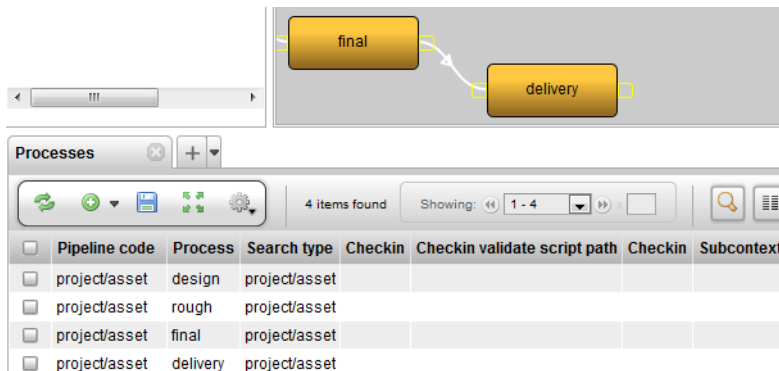 final
delivery
Processes
4 items found Showing: 1 - 4 x
Pipeline code Process Search type Checkin Checkin validate script path Checkin Subcontext
project/asset design project/asset
project/asset rough project/asset
project/asset final project/asset
project/asset delivery project/asset